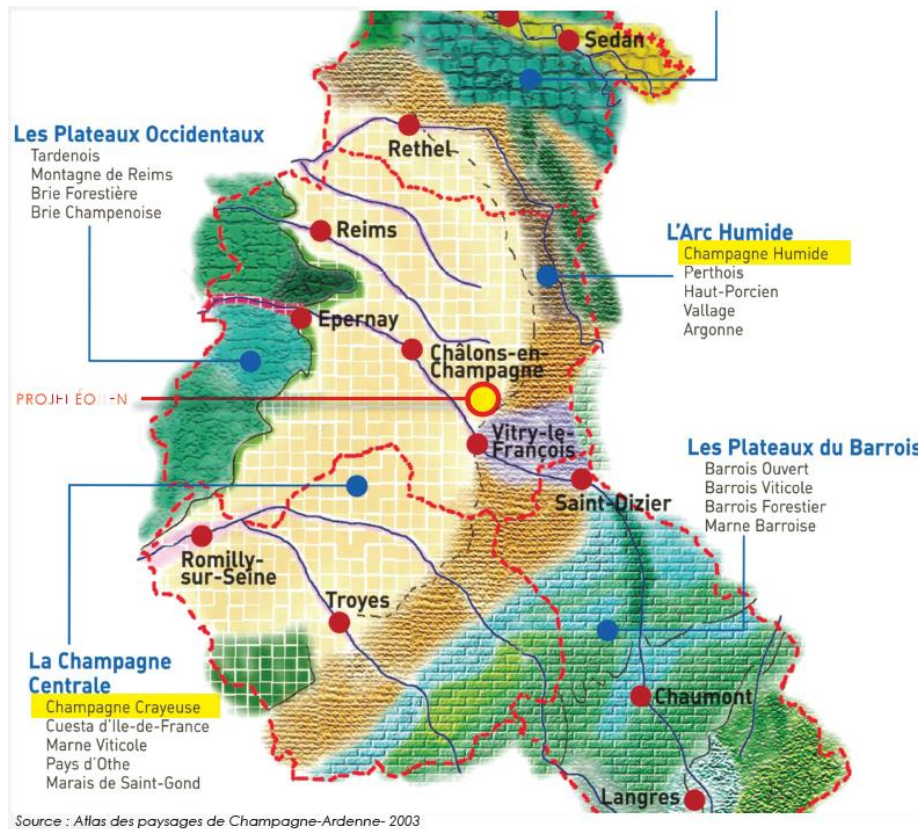 Sedan
Les Plateaux Occidentaux
Tardenois
Montagne de Reims
Brie Forestière
Brie Champenoise
Rethel
Reims
L'Arc Humide
Champagne Humide
Perthois
Haut-Porcien
Vallage
Argonne
Epernay
Châlons-en-
Champagne
Vitry-le-
François
Les Plateaux du Barrois
Barrois Ouvert
Barrois Viticole
Barrois Forestier
Marne Barroise
Saint-Dizier
Romilly-
sur-Seine
Troyes
La Champagne
Centrale
Champagne Crayeuse
Cuesta d'Ile-de-France
Marne Viticole
Pays d'Othe
Marais de Saint-Gond
Chaumont
Langres
Source : Atlas des paysages de Champagne-Ardenne- 2003